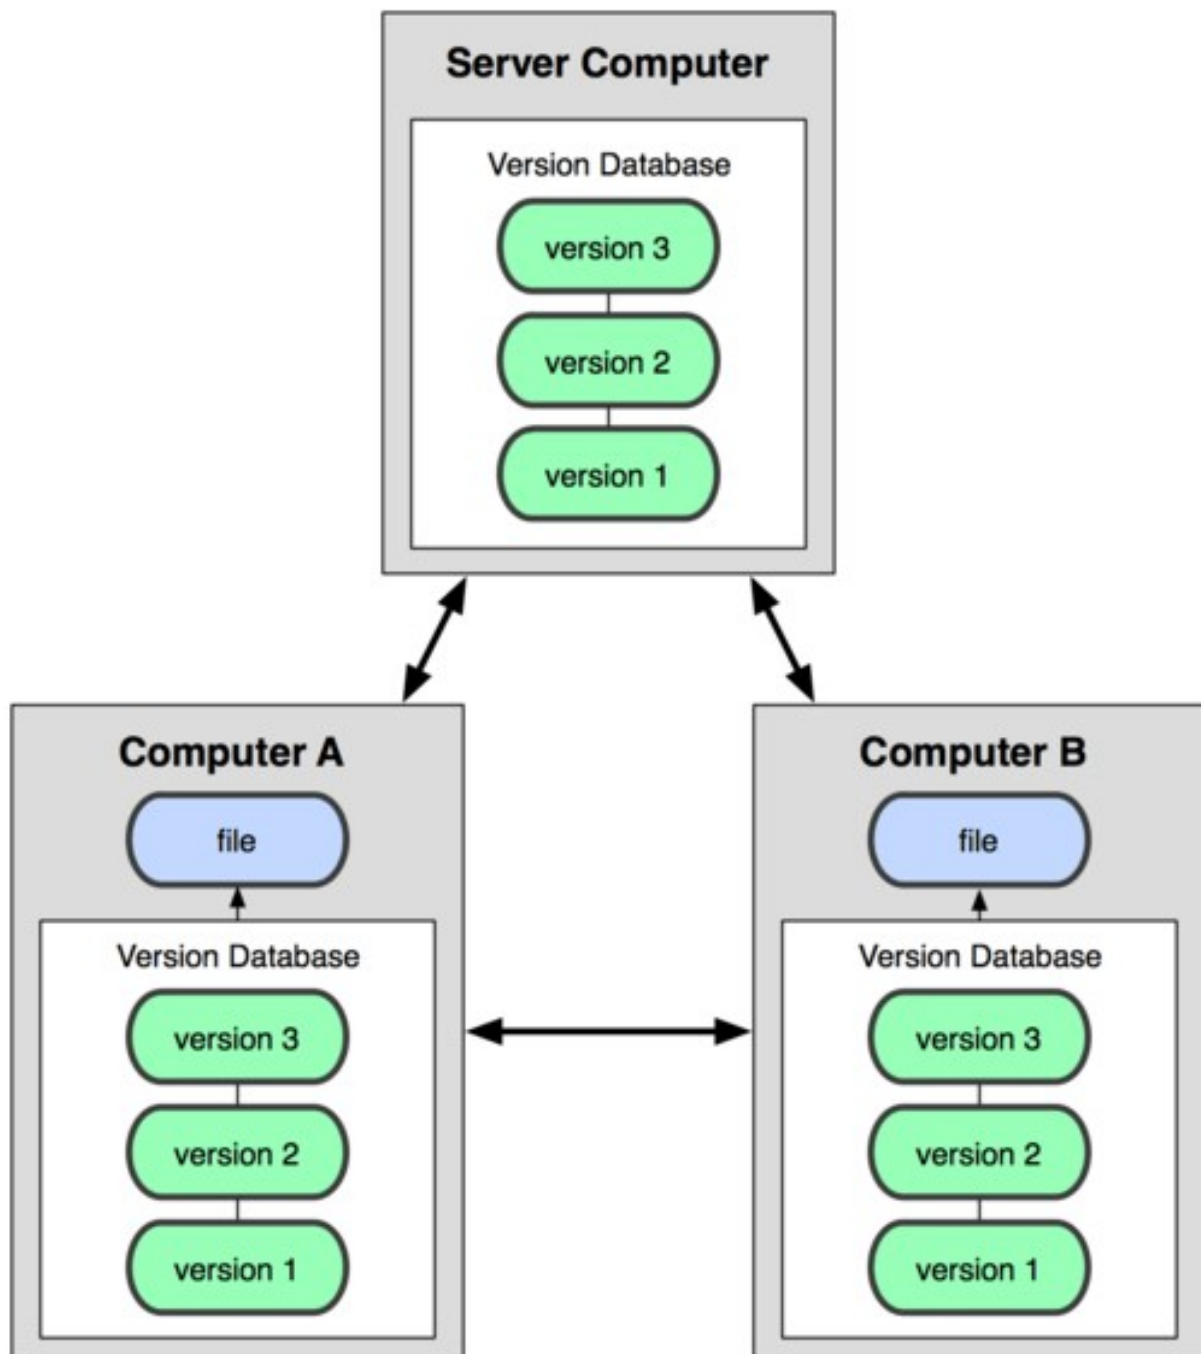 Server Computer
Version Database
version 3
version 2
version 1
Computer A
file
Version Database
version 3
version 2
version 1
Computer B
file
Version Database
version 3
version 2
version 1